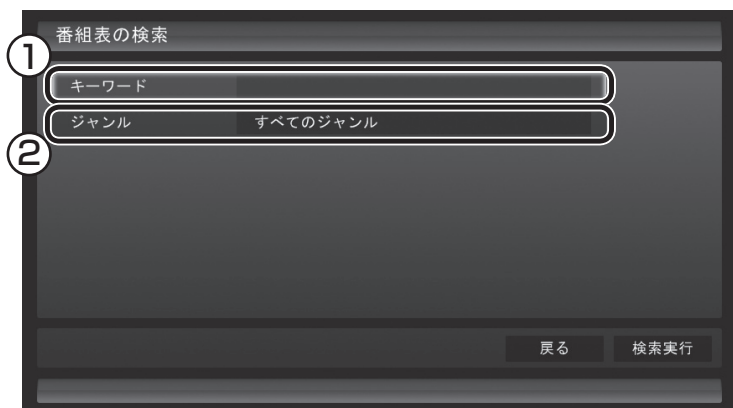 番組表の検索
①
キーワード
②
ジャンル すべてのジャンル
戻る 検索実行